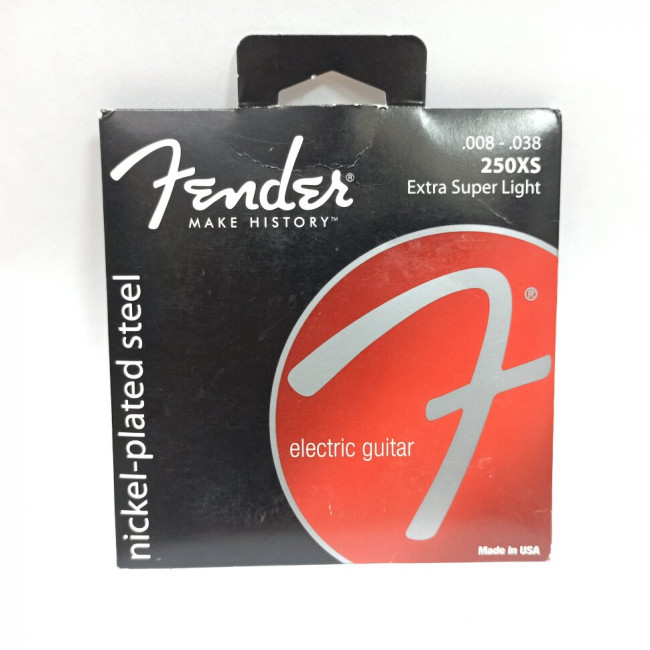 Fender®
MAKE HISTORY™
.008 - .038
250XS
Extra Super Light
nickel-plated steel
F®
electric guitar
Made in USA